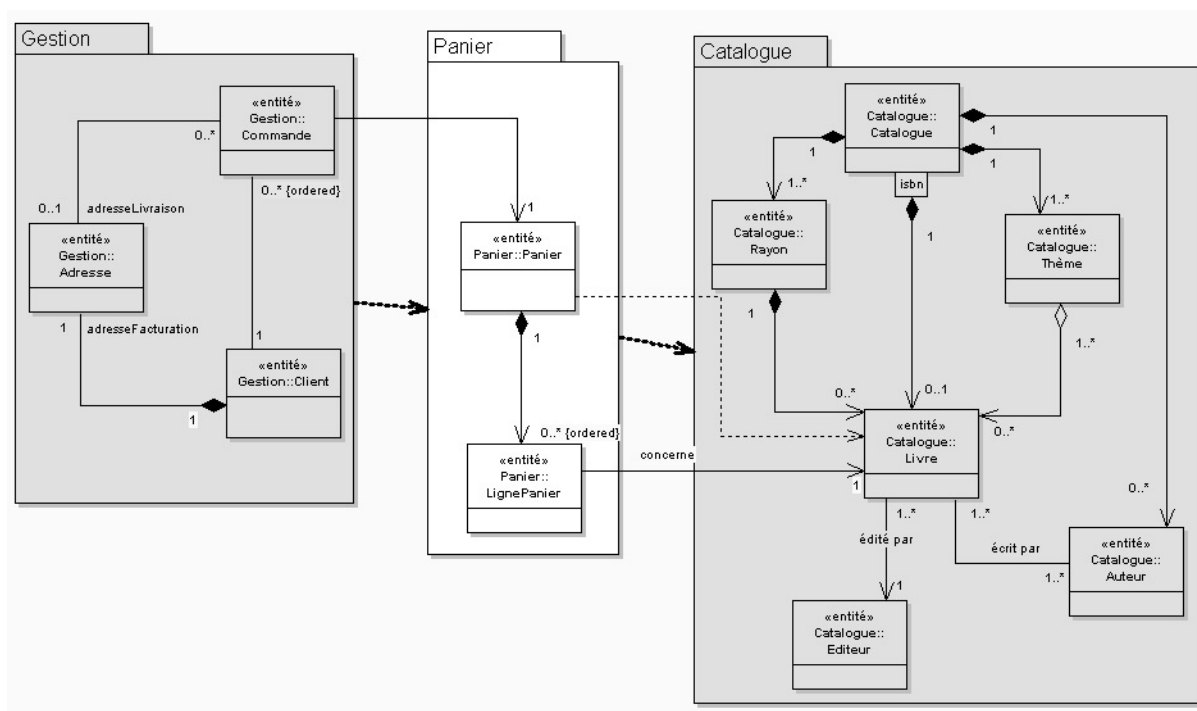 Gestion
«entité»
Gestion::
Commande
0..*
0..* {ordered}
0..1
adresseLivraison
«entité»
Gestion::
Adresse
1
adresseFacturation
1
«entité»
Gestion::Client
1
Panier
1
«entité»
Panier::Panier
1
0..* {ordered}
«entité»
Panier::
LignePanier
concerne
1
Catalogue
«entité»
Catalogue::
Catalogue
1
1
1
isbn
1
1..*
1..*
«entité»
Catalogue::
Rayon
1
«entité»
Catalogue::
Thème
1..*
0..*
0..1
0..*
«entité»
Catalogue::
Livre
1..*
1..*
0..*
édité par
écrit par
1..*
«entité»
Catalogue::
Auteur
1
«entité»
Catalogue::
Editeur